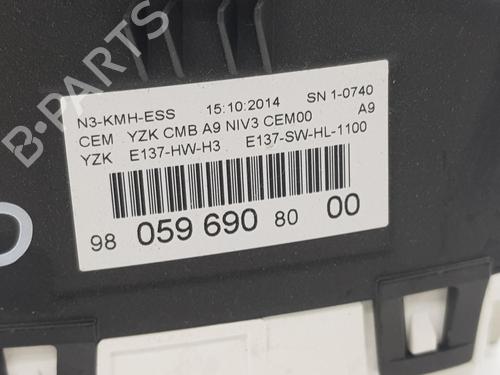 B-PARTS
N3-KMH-ESS 15:10:2014 SN 1-0740
CEM YZK CMB A9 NIV3 CEM00 A9
YZK E137-HW-H3 E137-SW-HL-1100
98 059 690 80 00